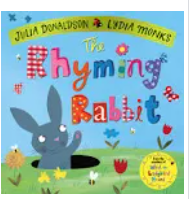 JULIA DONALDSON LYDIA MONKS
The
Rhyming
Rabbit